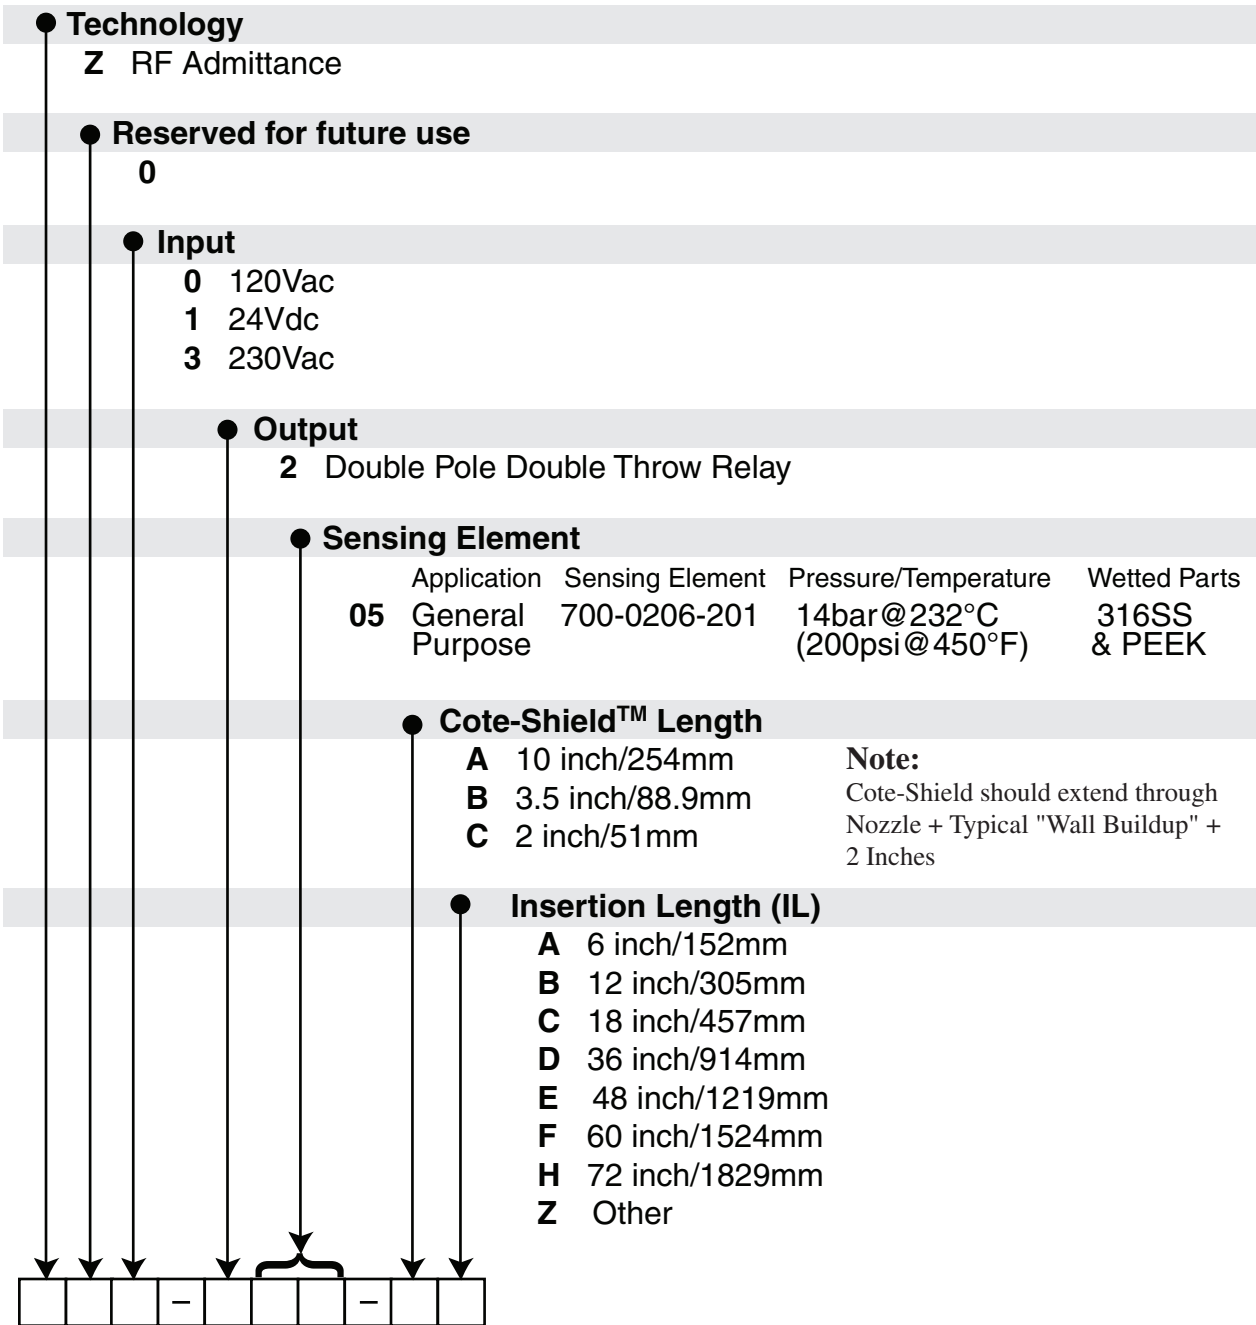 Technology
Z RF Admittance
Reserved for future use
0
Input
0 120Vac
1 24Vdc
3 230Vac
Output
2 Double Pole Double Throw Relay
Sensing Element
Application Sensing Element Pressure/Temperature Wetted Parts
05 General 700-0206-201 14bar@232°C 316SS
Purpose (200psi@450°F) & PEEK
Cote-Shield™ Length
A 10 inch/254mm
B 3.5 inch/88.9mm
C 2 inch/51mm
Note:
Cote-Shield should extend through
Nozzle + Typical "Wall Buildup" +
2 Inches
Insertion Length (IL)
A 6 inch/152mm
B 12 inch/305mm
C 18 inch/457mm
D 36 inch/914mm
E 48 inch/1219mm
F 60 inch/1524mm
H 72 inch/1829mm
Z Other
– –